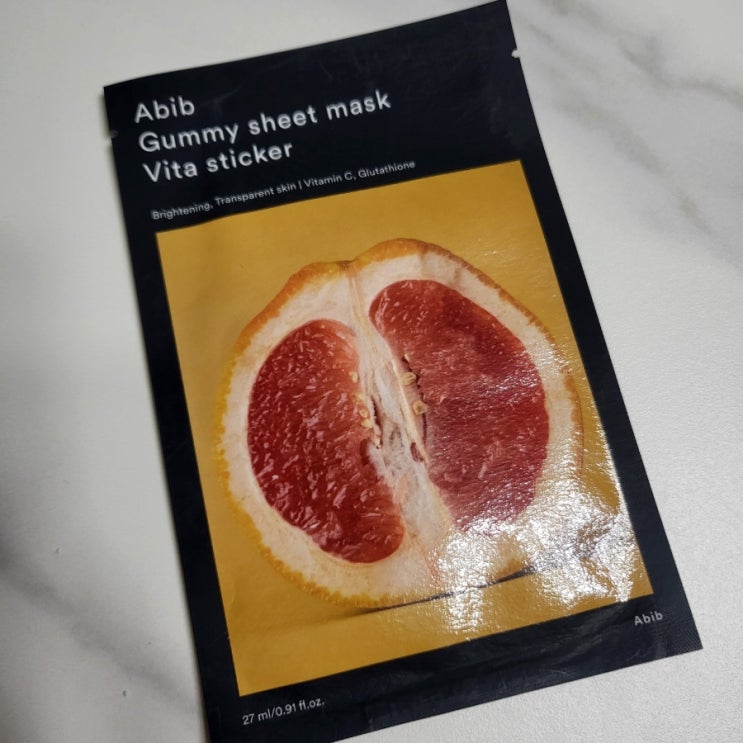 Abib
Gummy sheet mask
Vita sticker
Brightening, Transparent skin | Vitamin C, Glutathione
Abib
27 ml/0.91 fl.oz.